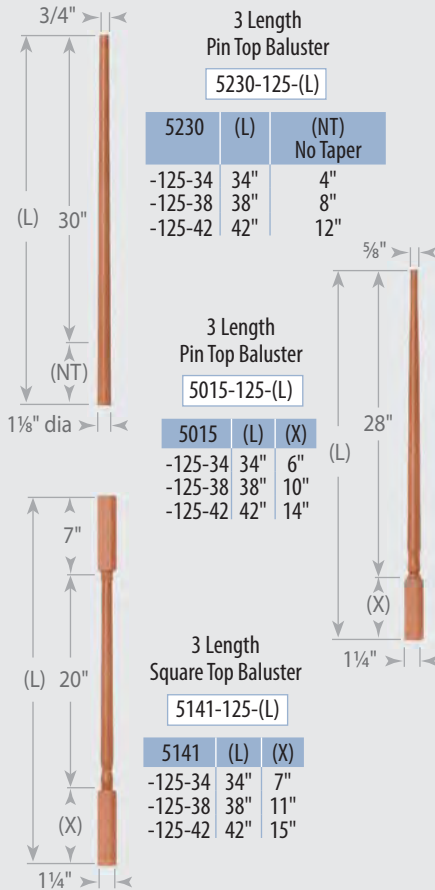 3/4"
3 Length
Pin Top Baluster
5230-125-(L)
5230 (L) (NT)
No Taper
-125-34 34" 4"
-125-38 38" 8"
-125-42 42" 12"
(L) 30"
(NT)
1⅛" dia
⅝"
3 Length
Pin Top Baluster
5015-125-(L)
5015 (L) (X)
-125-34 34" 6"
-125-38 38" 10"
-125-42 42" 14"
28"
(L)
(X)
1¼"
7"
(L) 20"
(X)
1¼"
3 Length
Square Top Baluster
5141-125-(L)
5141 (L) (X)
-125-34 34" 7"
-125-38 38" 11"
-125-42 42" 15"